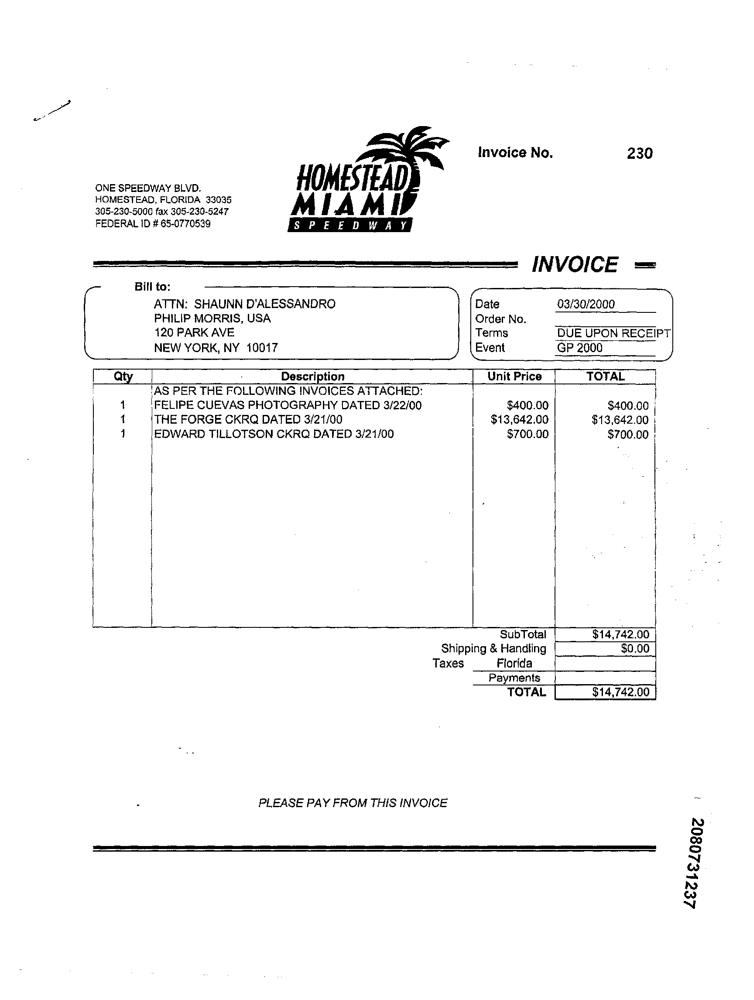 Invoice No. 230
HOMESTEAD
MIAMI
SPEEDWAY
ONE SPEEDWAY BLVD.
HOMESTEAD, FLORIDA 33035
305-230-5000 fax 305-230-5247
FEDERAL ID # 65-0770539
INVOICE
Bill to:
ATTN: SHAUNN D'ALESSANDRO
PHILIP MORRIS, USA
120 PARK AVE
NEW YORK, NY 10017
Date 03/30/2000
Order No.
Terms DUE UPON RECEIPT
Event GP 2000
Qty Description Unit Price TOTAL
AS PER THE FOLLOWING INVOICES ATTACHED:
1 FELIPE CUEVAS PHOTOGRAPHY DATED 3/22/00 $400.00 $400.00
1 THE FORGE CKRQ DATED 3/21/00 $13,642.00 $13,642.00
1 EDWARD TILLOTSON CKRQ DATED 3/21/00 $700.00 $700.00
SubTotal $14,742.00
Shipping & Handling $0.00
Taxes Florida
Payments
TOTAL $14,742.00
PLEASE PAY FROM THIS INVOICE
2080731237